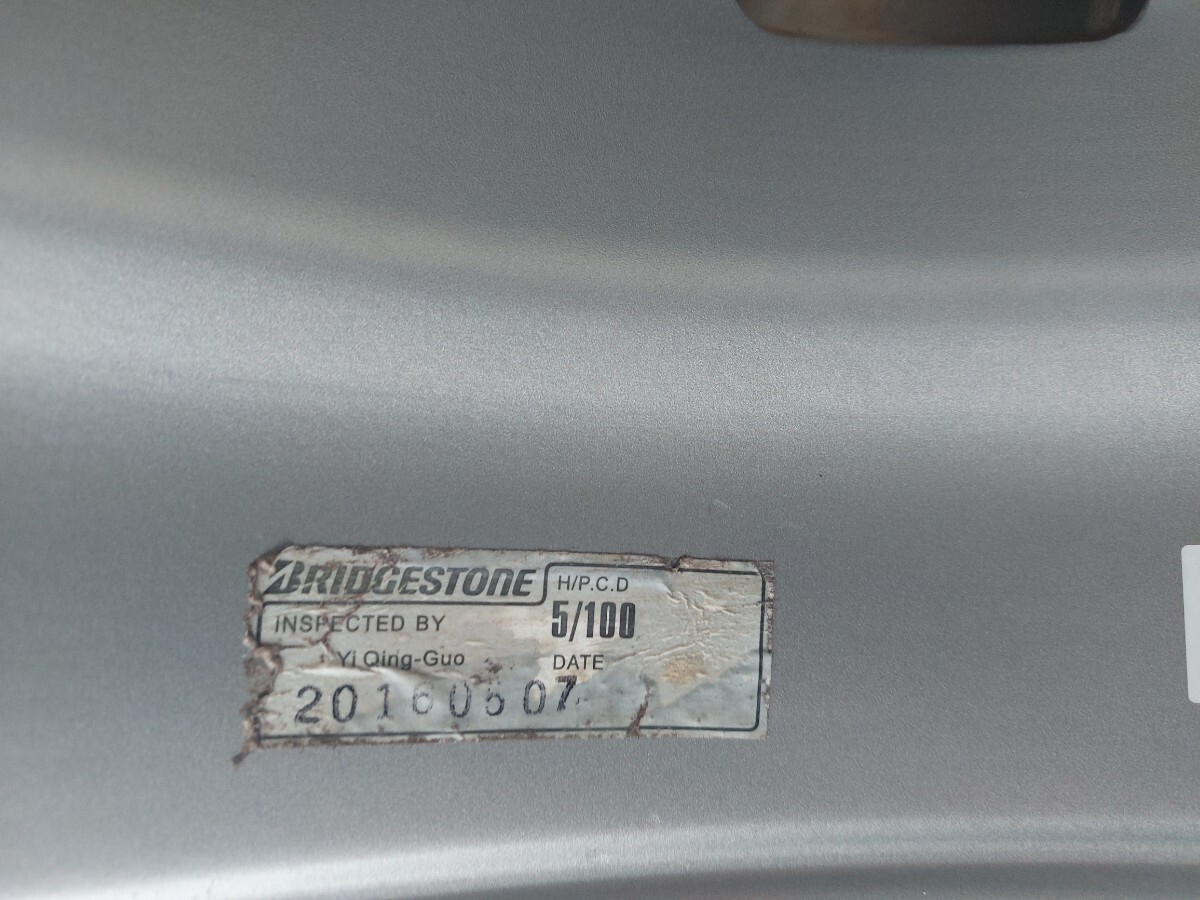 BRIDGESTONE H/P.C.D
5/100
INSPECTED BY
Yi Qing-Guo
DATE
20160507